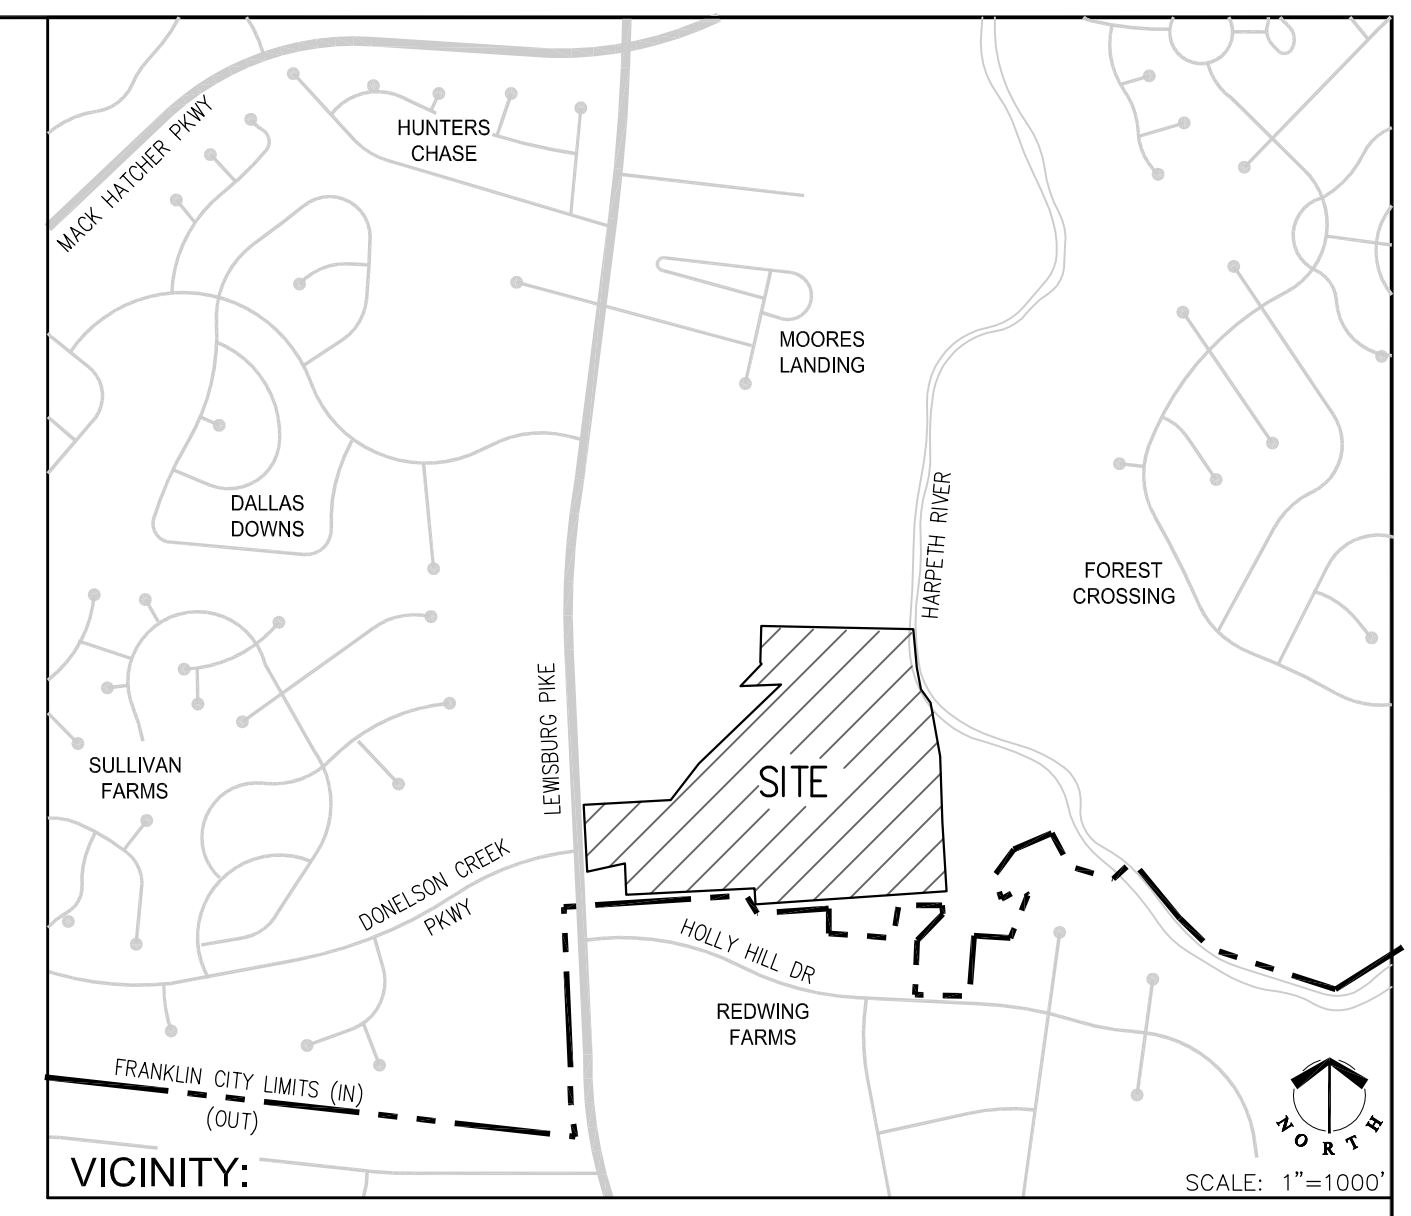 MACK HATCHER PKWY
HUNTERS
CHASE
MOORES
LANDING
DALLAS
DOWNS
HARPETH RIVER
FOREST
CROSSING
LEWISBURG PIKE
SULLIVAN
FARMS
SITE
DONELSON CREEK
PKWY
HOLLY HILL DR
REDWING
FARMS
FRANKLIN CITY LIMITS (IN)
(OUT)
NORTH
VICINITY:
SCALE: 1"=1000'